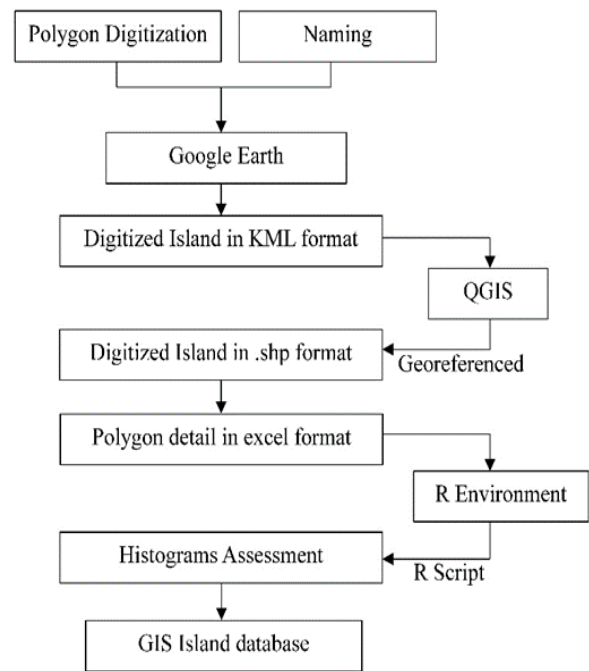 Polygon Digitization
Naming
Google Earth
Digitized Island in KML format
QGIS
Digitized Island in .shp format
Georeferenced
Polygon detail in excel format
R Environment
Histograms Assessment
R Script
GIS Island database